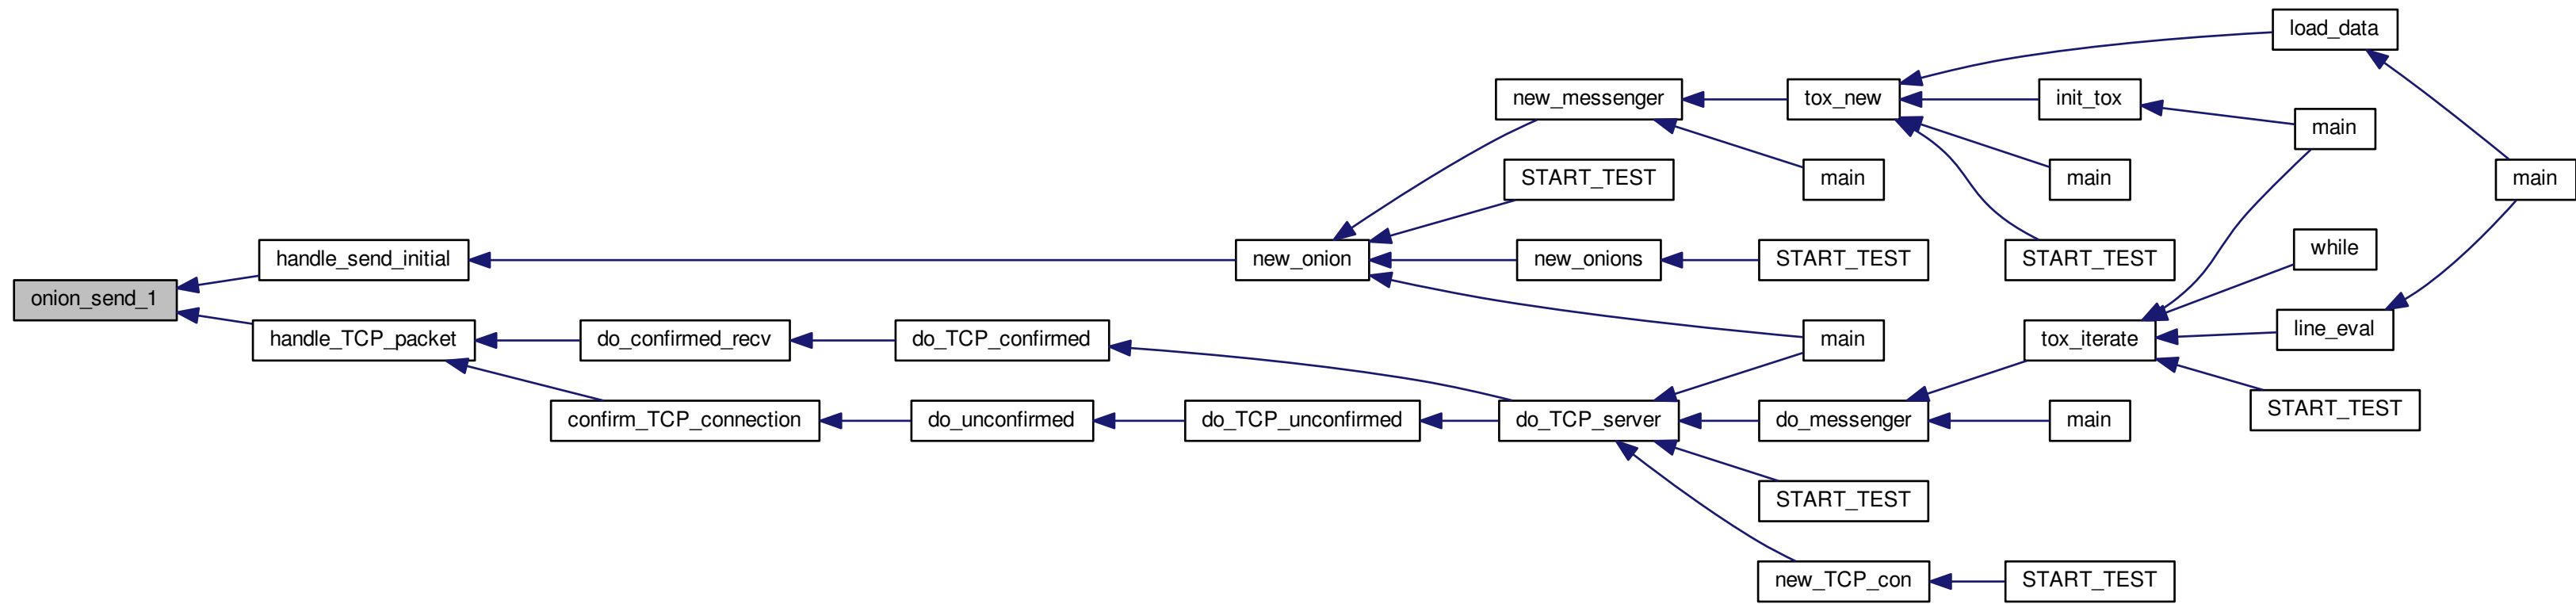 load_data
new_messenger
tox_new
init_tox
main
START_TEST
main
main
main
handle_send_initial
new_onion
new_onions
START_TEST
START_TEST
while
onion_send_1
handle_TCP_packet
do_confirmed_recv
do_TCP_confirmed
main
tox_iterate
line_eval
confirm_TCP_connection
do_unconfirmed
do_TCP_unconfirmed
do_TCP_server
do_messenger
main
START_TEST
START_TEST
new_TCP_con
START_TEST